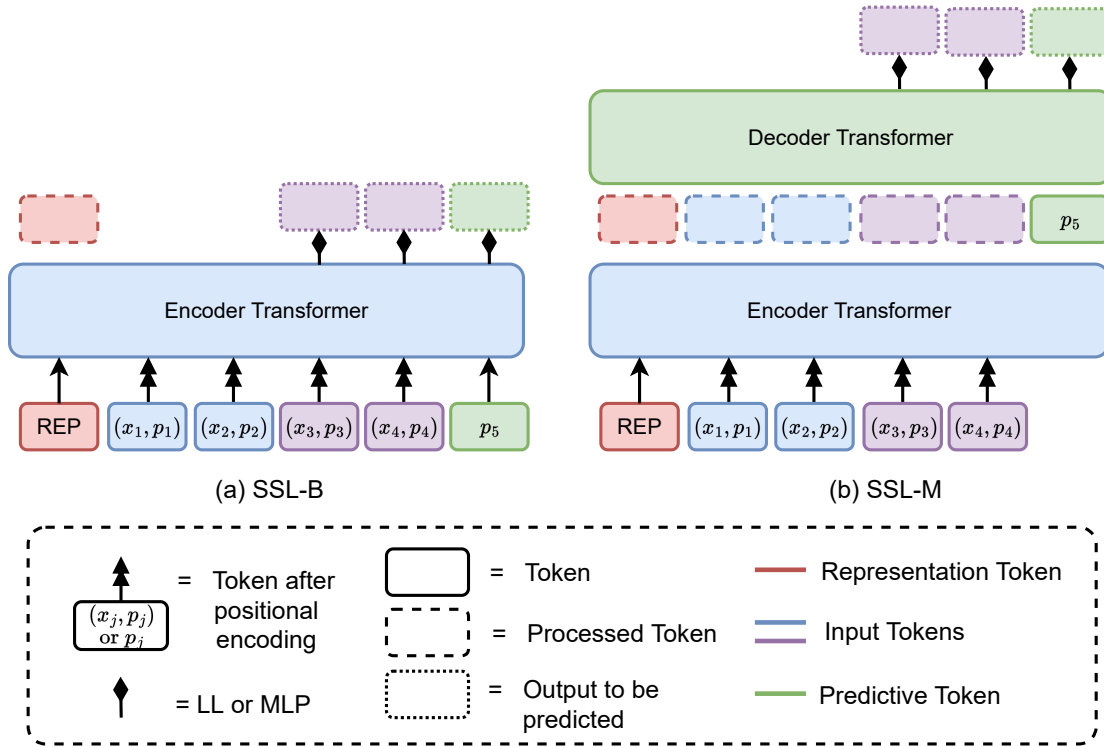 Decoder Transformer
p₅
Encoder Transformer
Encoder Transformer
REP
(x₁, p₁)
(x₂, p₂)
(x₃, p₃)
(x₄, p₄)
p₅
REP
(x₁, p₁)
(x₂, p₂)
(x₃, p₃)
(x₄, p₄)
(a) SSL-B
(b) SSL-M
(xⱼ, pⱼ)
or pⱼ
= Token after
positional
encoding
= LL or MLP
= Token
= Processed Token
= Output to be
predicted
Representation Token
Input Tokens
Predictive Token